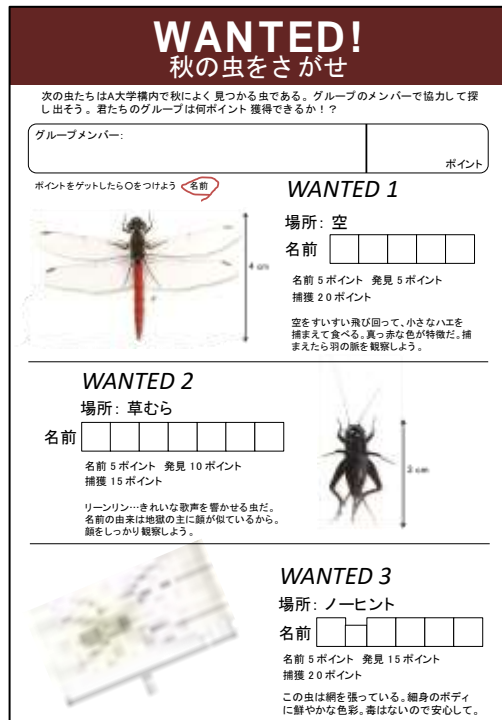 WANTED!
秋の虫をさがせ
次の虫たちはA大学構内で秋によく見つかる虫である。グループのメンバーで協力して探
し出そう。君たちのグループは何ポイント獲得できるか！？
グループメンバー:
ポイント
ポイントをゲットしたら〇をつけよう 名前
WANTED 1
場所: 空
名前
4 cm
名前 5 ポイント 発見 5 ポイント
捕獲 20 ポイント
空をすいすい飛び回って、小さなハエを
捕まえて食べる。真っ赤な色が特徴だ。捕
まえたら羽の脈を観察しよう。
WANTED 2
場所: 草むら
名前
名前 5 ポイント 発見 10 ポイント
捕獲 15 ポイント
リーンリン…きれいな歌声を響かせる虫だ。
名前の由来は地獄の主に顔が似ているから。
顔をしっかり観察しよう。
WANTED 3
場所: ノーヒント
名前
名前 5 ポイント 発見 15 ポイント
捕獲 20 ポイント
この虫は網を張っている。細身のボディ
に鮮やかな色彩。毒はないので安心して。